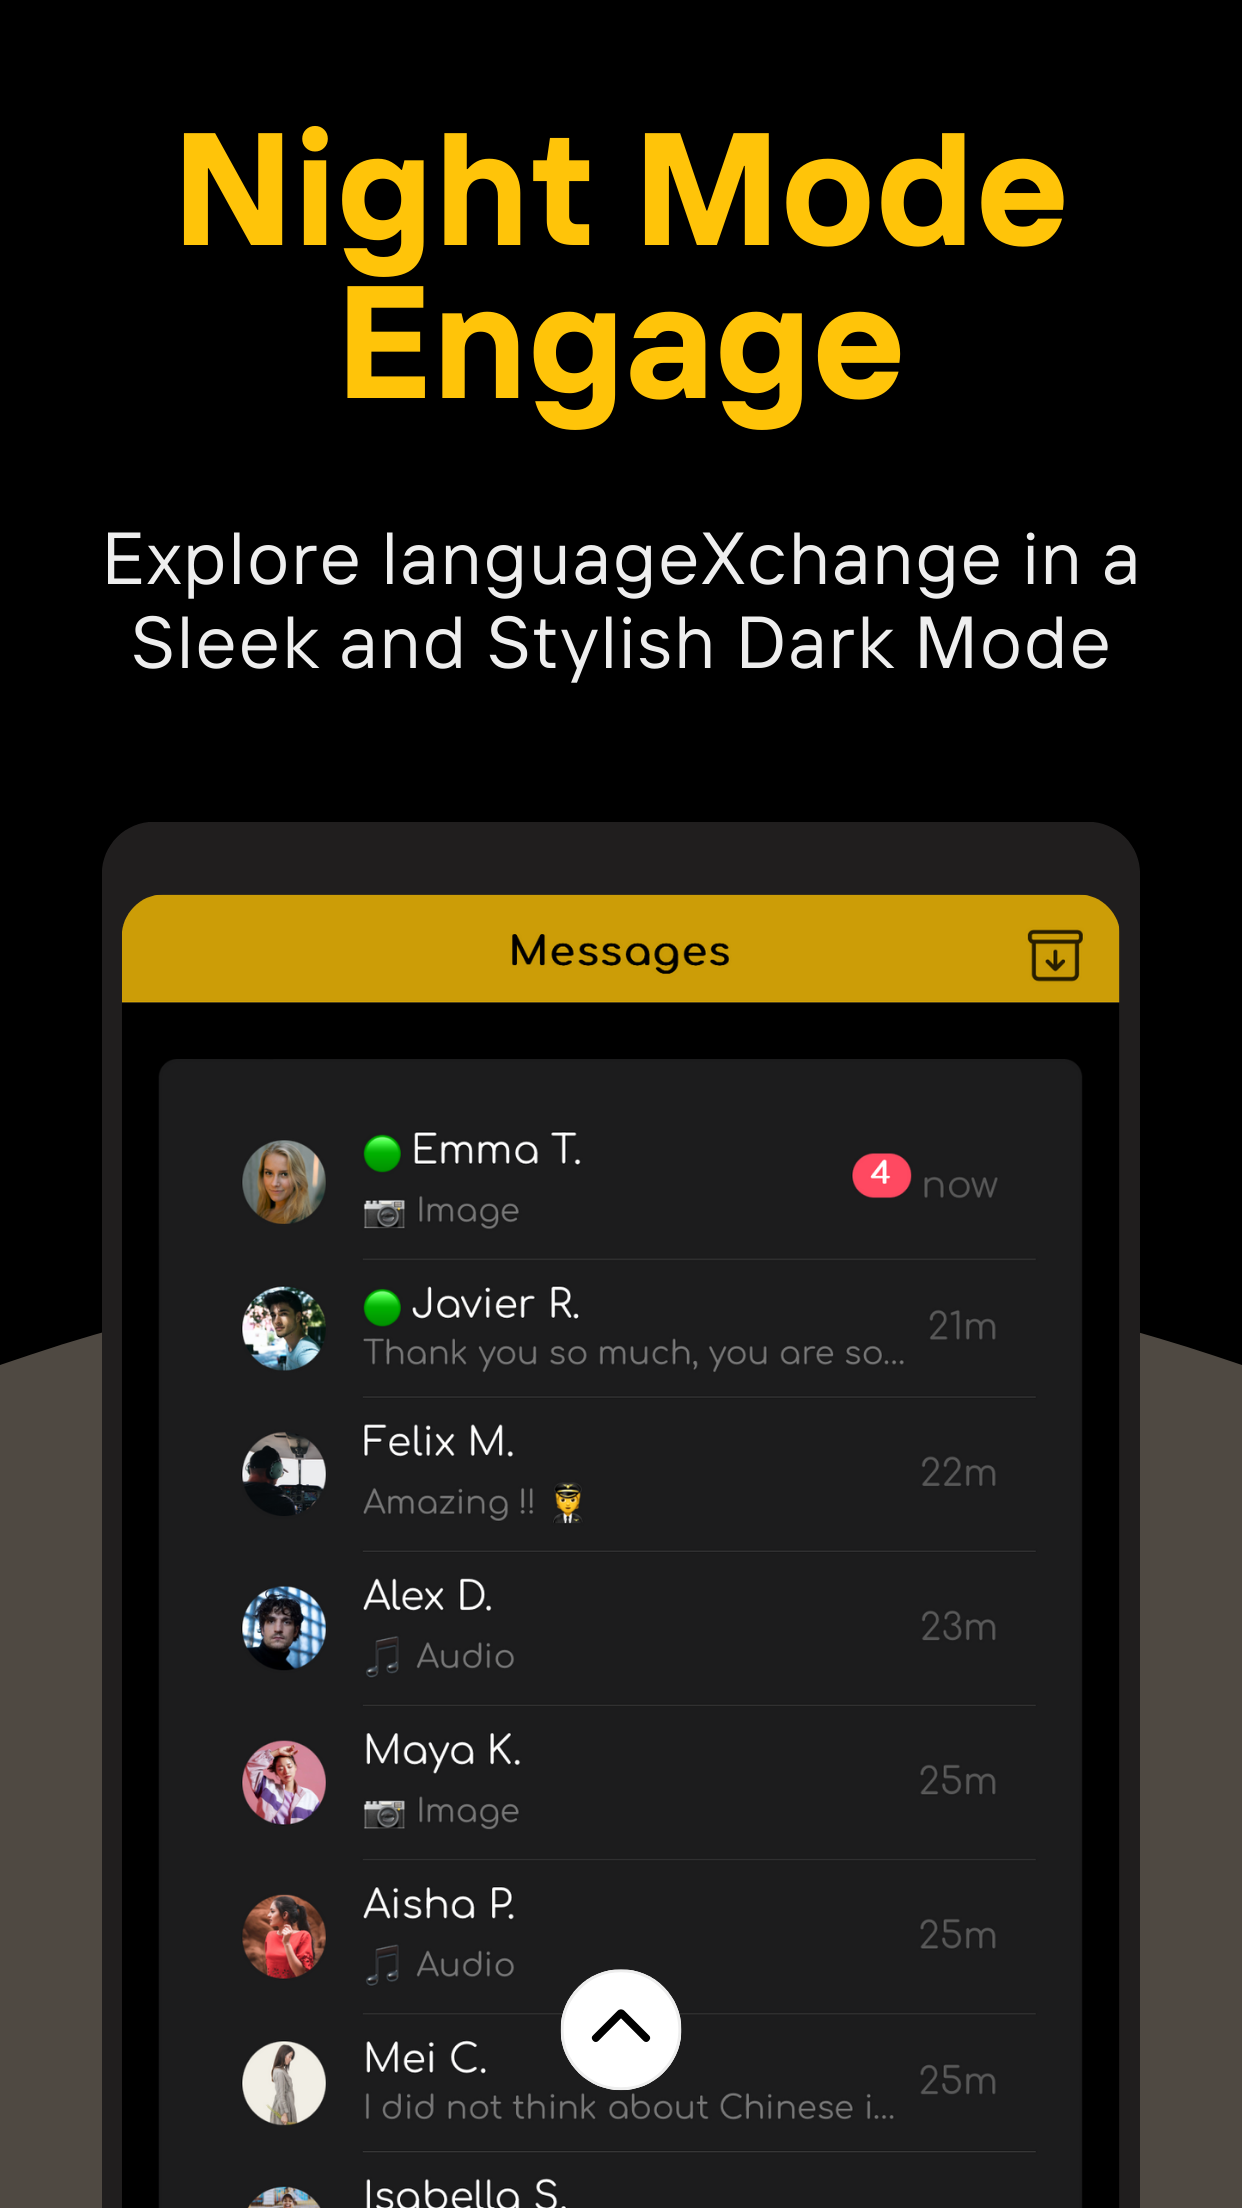 Night Mode
Engage
Explore languageXchange in a
Sleek and Stylish Dark Mode
Messages
Emma T.
4 now
Image
Javier R.
21m
Thank you so much, you are so...
Felix M.
22m
Amazing !!
Alex D.
23m
Audio
Maya K.
25m
Image
Aisha P.
25m
Audio
Mei C.
25m
I did not think about Chinese i...
Isabella S.